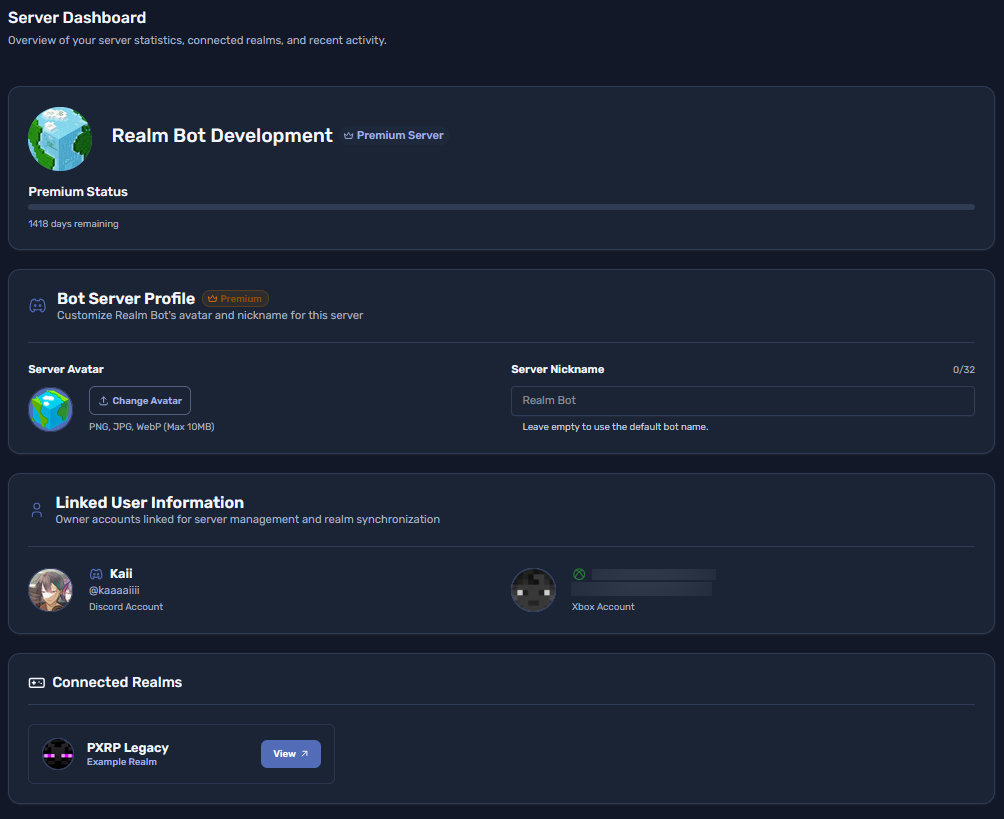 Server Dashboard
Overview of your server statistics, connected realms, and recent activity.
Realm Bot Development
Premium Server
Premium Status
1418 days remaining
Bot Server Profile
Premium
Customize Realm Bot's avatar and nickname for this server
Server Avatar
Change Avatar
PNG, JPG, WebP (Max 10MB)
Server Nickname
0/32
Realm Bot
Leave empty to use the default bot name.
Linked User Information
Owner accounts linked for server management and realm synchronization
Kaii
@kaaaaiiii
Discord Account
Xbox Account
Connected Realms
PXRP Legacy
Example Realm
View